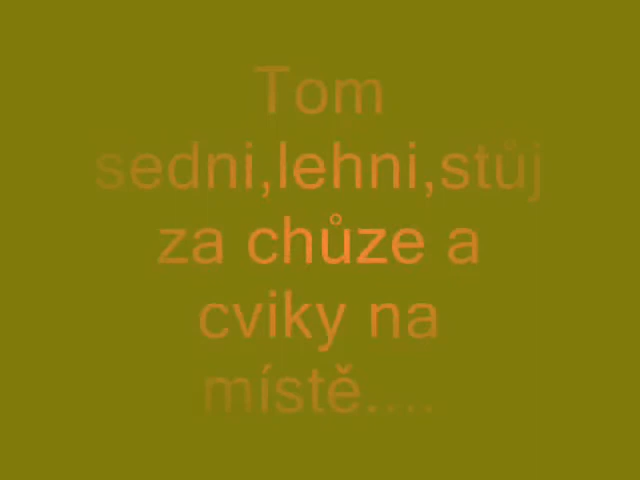 Tom
sedni,lehni,stůj
za chůze a
cviky na
místě....